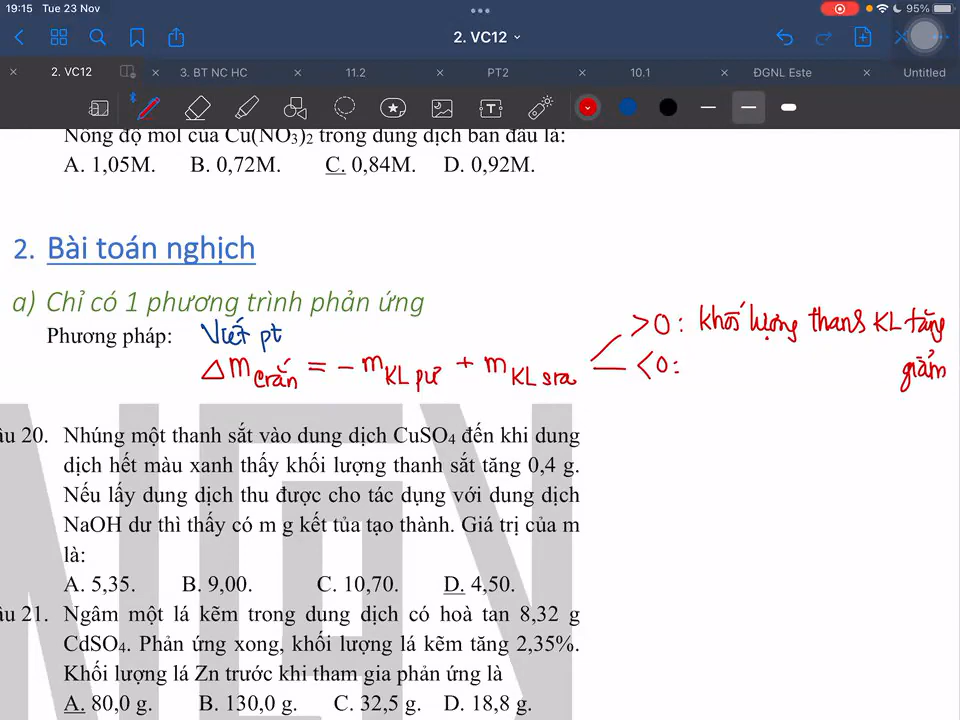 19:15 Tue 23 Nov
95%
2. VC12
2. VC12
3. BT NC HC
11.2
PT2
10.1
ĐGNL Este
Untitled
Nồng độ mol của Cu(NO3)2 trong dung dịch ban đầu là:
A. 1,05M. B. 0,72M. C. 0,84M. D. 0,92M.
2. Bài toán nghịch
a) Chỉ có 1 phương trình phản ứng
Phương pháp: Viết pt
>0: khối lượng thanh KL tăng
Δm crắn = - m KL pư + m KL sra
<0: giảm
âu 20. Nhúng một thanh sắt vào dung dịch CuSO4 đến khi dung
dịch hết màu xanh thấy khối lượng thanh sắt tăng 0,4 g.
Nếu lấy dung dịch thu được cho tác dụng với dung dịch
NaOH dư thì thấy có m g kết tủa tạo thành. Giá trị của m
là:
A. 5,35. B. 9,00. C. 10,70. D. 4,50.
âu 21. Ngâm một lá kẽm trong dung dịch có hoà tan 8,32 g
CdSO4. Phản ứng xong, khối lượng lá kẽm tăng 2,35%.
Khối lượng lá Zn trước khi tham gia phản ứng là
A. 80,0 g. B. 130,0 g. C. 32,5 g. D. 18,8 g.